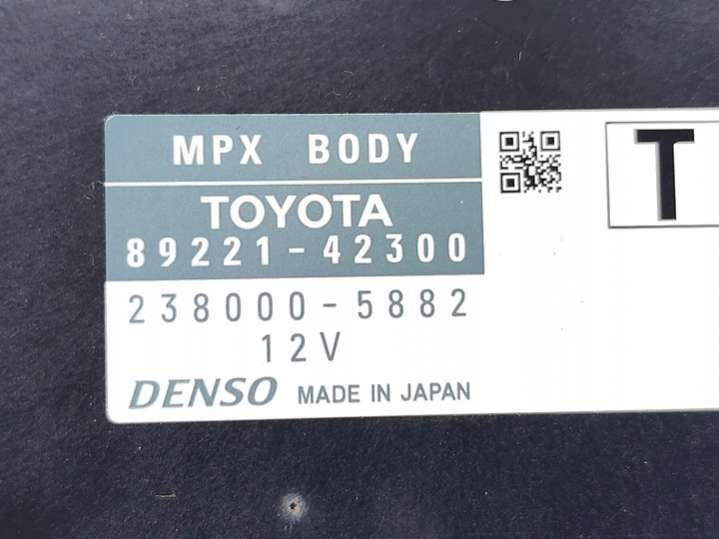 MPX BODY
T
TOYOTA
89221-42300
238000-5882
12V
DENSO MADE IN JAPAN